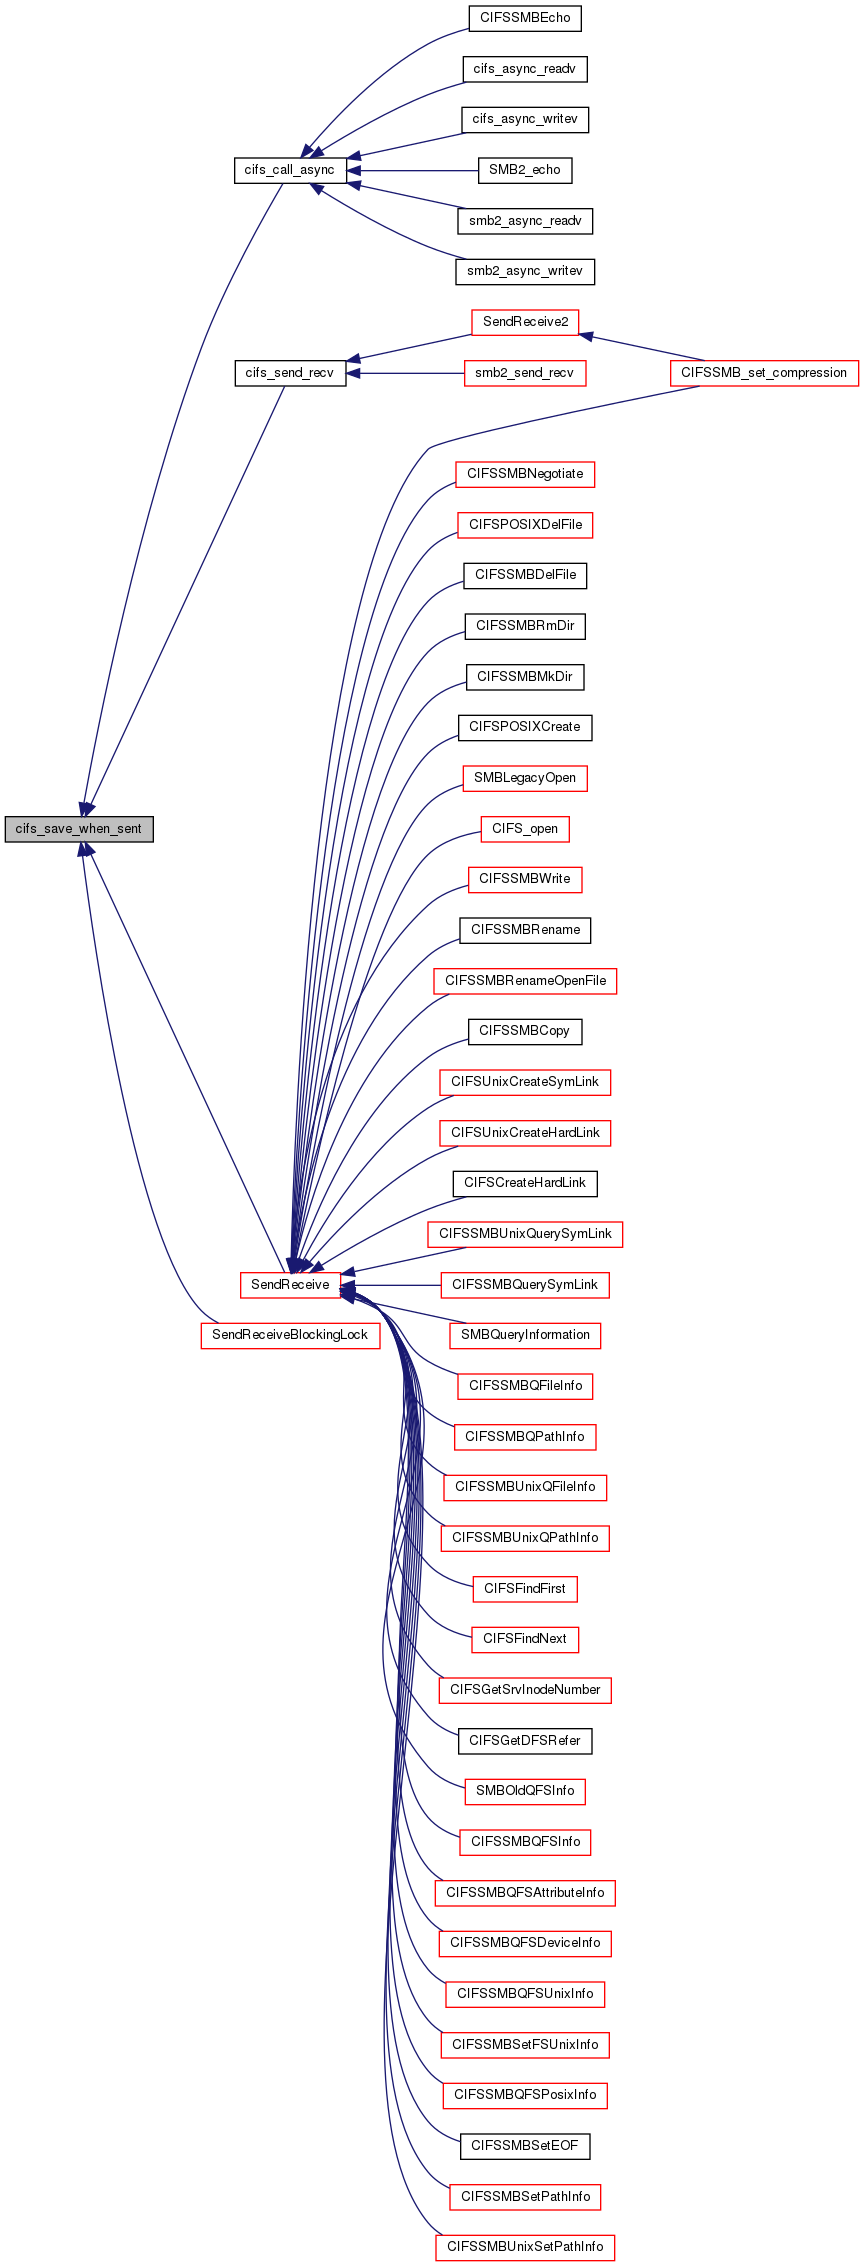 CIFSSMBEcho
cifs_async_readv
cifs_async_writev
cifs_call_async
SMB2_echo
smb2_async_readv
smb2_async_writev
SendReceive2
cifs_send_recv
smb2_send_recv
CIFSSMB_set_compression
CIFSSMBNegotiate
CIFSPOSIXDelFile
CIFSSMBDelFile
CIFSSMBRmDir
CIFSSMBMkDir
CIFSPOSIXCreate
SMBLegacyOpen
cifs_save_when_sent
CIFS_open
CIFSSMBWrite
CIFSSMBRename
CIFSSMBRenameOpenFile
CIFSSMBCopy
CIFSUnixCreateSymLink
CIFSUnixCreateHardLink
CIFSCreateHardLink
CIFSSMBUnixQuerySymLink
SendReceive
CIFSSMBQuerySymLink
SendReceiveBlockingLock
SMBQueryInformation
CIFSSMBQFileInfo
CIFSSMBQPathInfo
CIFSSMBUnixQFileInfo
CIFSSMBUnixQPathInfo
CIFSFindFirst
CIFSFindNext
CIFSGetSrvInodeNumber
CIFSGetDFSRefer
SMBOldQFSInfo
CIFSSMBQFSInfo
CIFSSMBQFSAttributeInfo
CIFSSMBQFSDeviceInfo
CIFSSMBQFSUnixInfo
CIFSSMBSetFSUnixInfo
CIFSSMBQFSPosixInfo
CIFSSMBSetEOF
CIFSSMBSetPathInfo
CIFSSMBUnixSetPathInfo